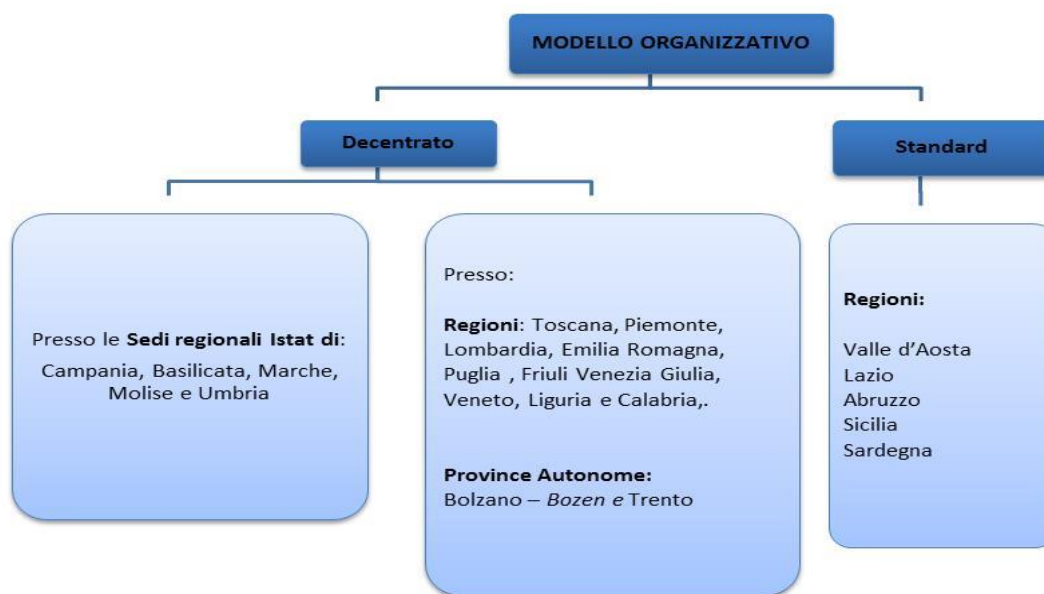 MODELLO ORGANIZZATIVO
Decentrato
Standard
Presso le Sedi regionali Istat di:
Campania, Basilicata, Marche,
Molise e Umbria
Presso:
Regioni: Toscana, Piemonte,
Lombardia, Emilia Romagna,
Puglia , Friuli Venezia Giulia,
Veneto, Liguria e Calabria,.
Province Autonome:
Bolzano – Bozen e Trento
Regioni:
Valle d’Aosta
Lazio
Abruzzo
Sicilia
Sardegna